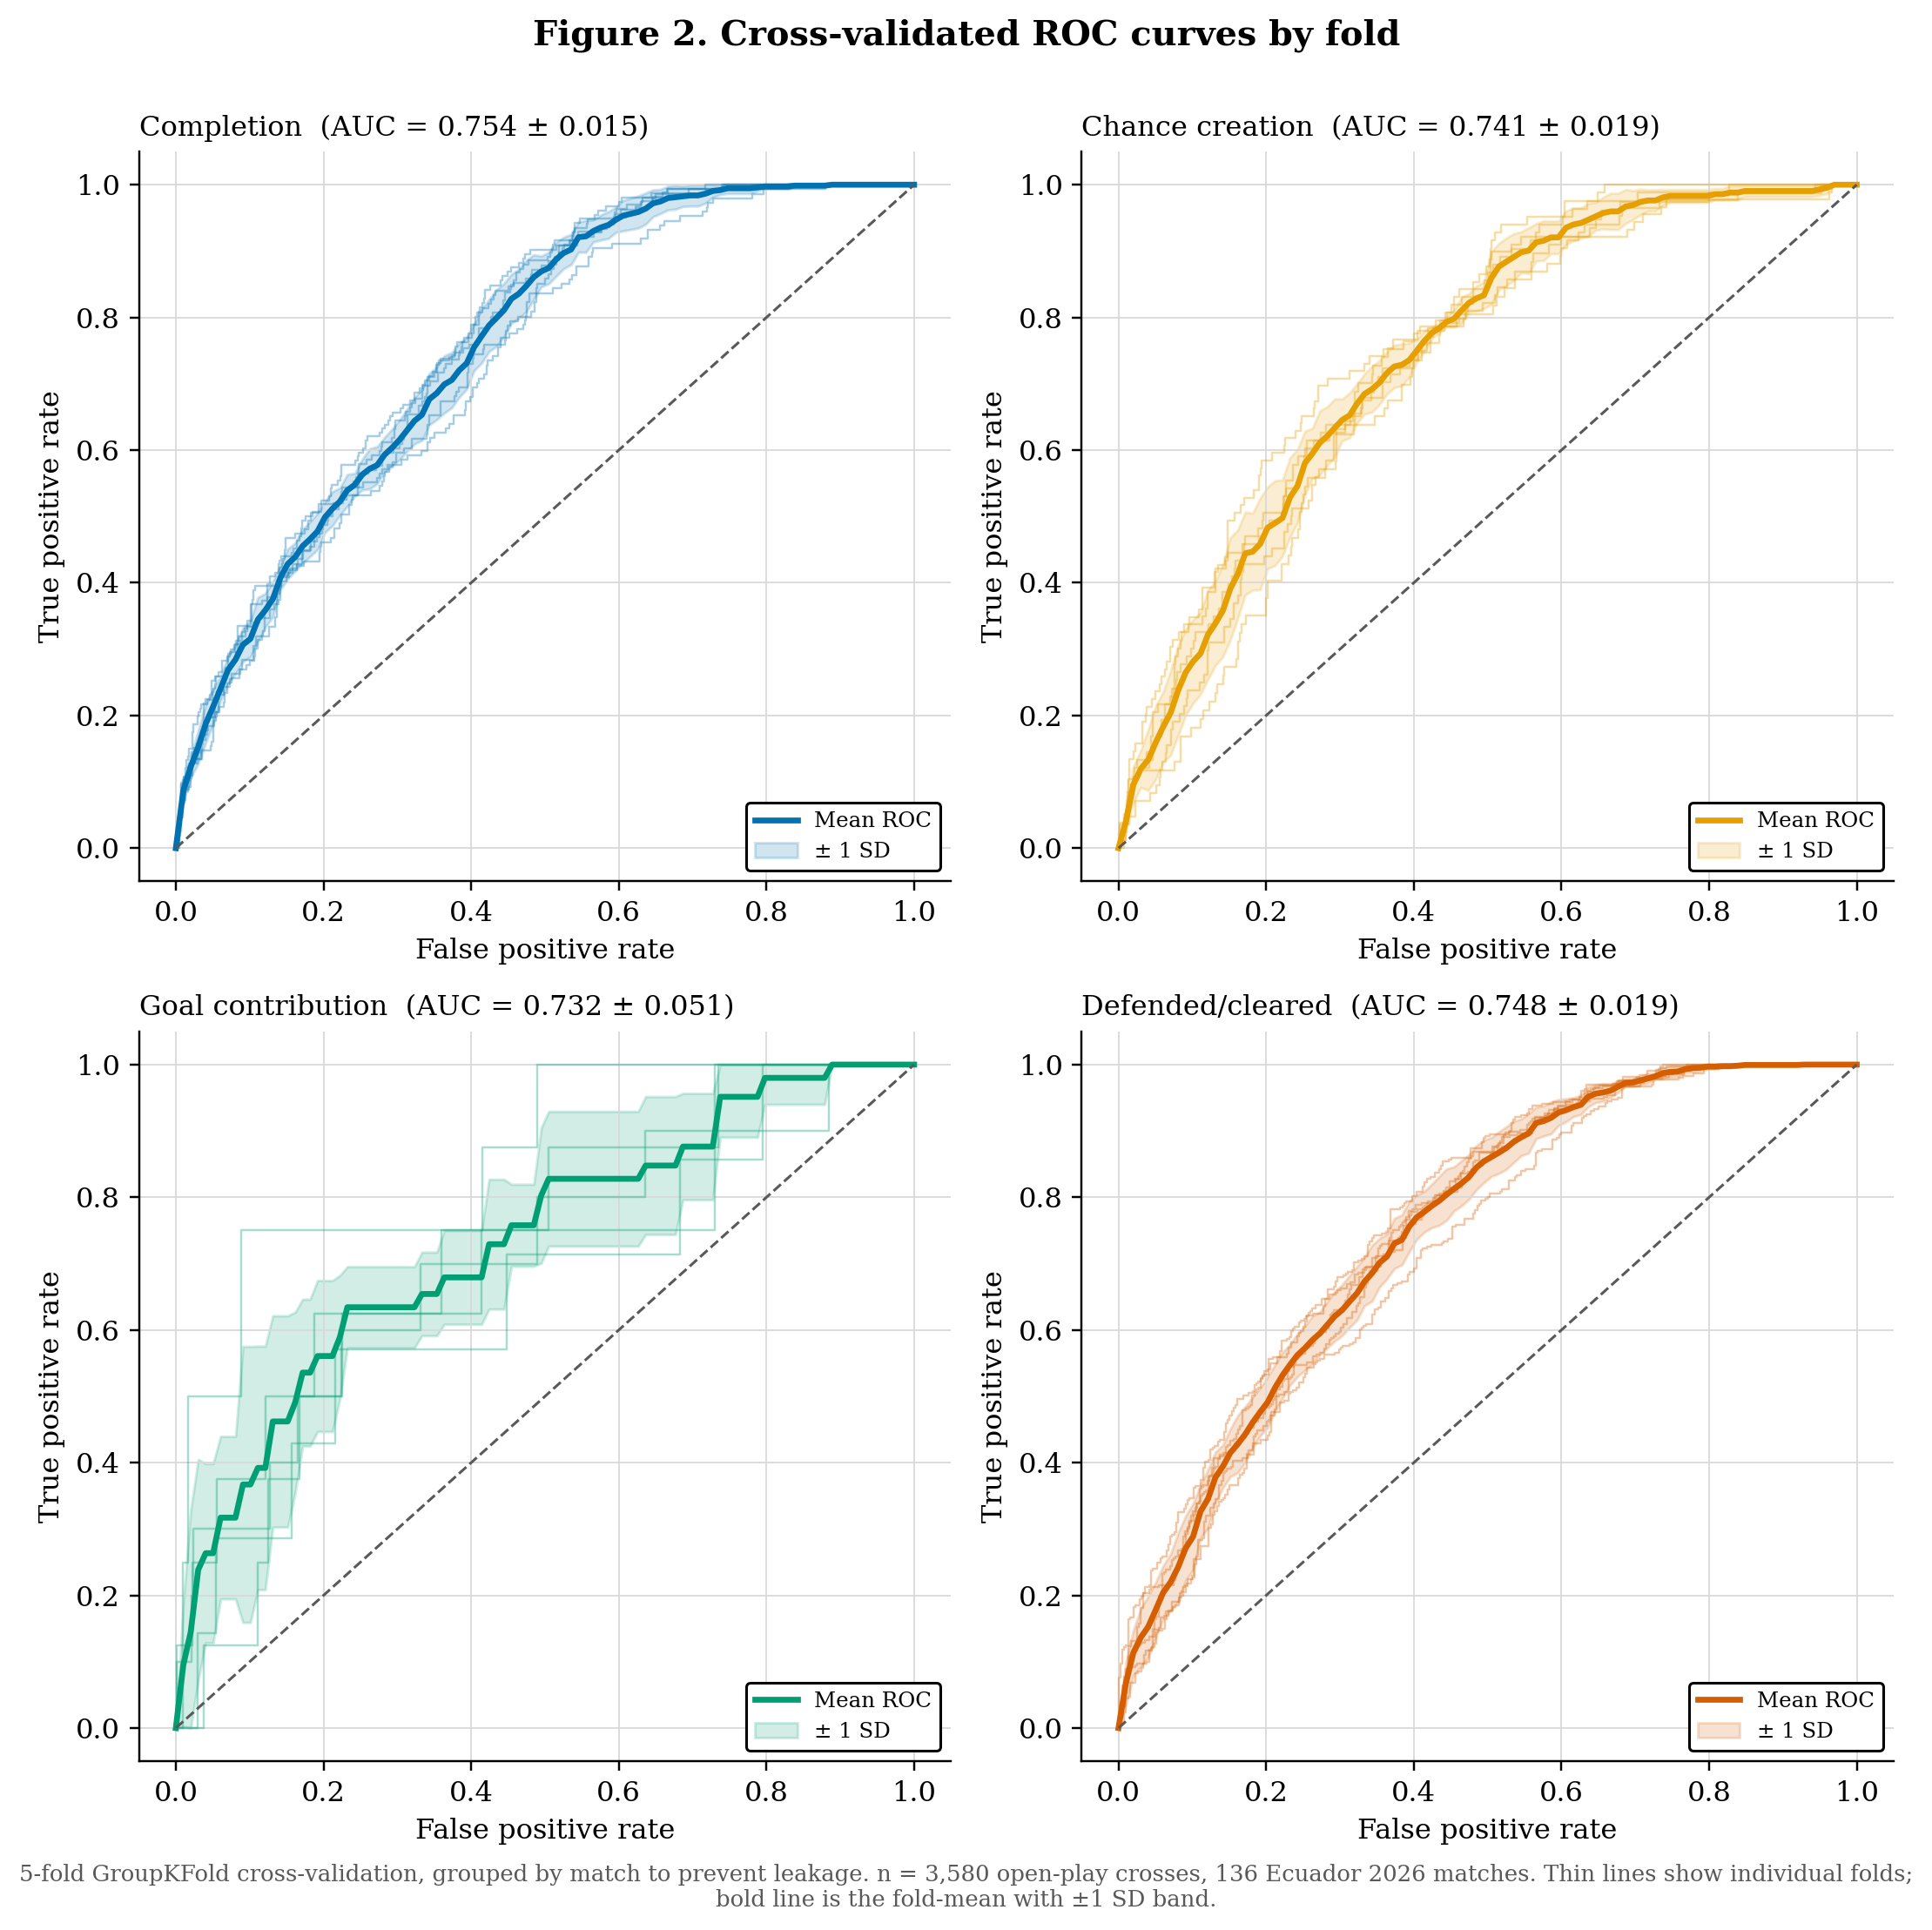 Figure 2. Cross-validated ROC curves by fold
Completion (AUC = 0.754 ± 0.015)
1.0
0.8
0.6
0.4
0.2
0.0
True positive rate
0.0 0.2 0.4 0.6 0.8 1.0
False positive rate
Mean ROC
± 1 SD
Chance creation (AUC = 0.741 ± 0.019)
1.0
0.8
0.6
0.4
0.2
0.0
True positive rate
0.0 0.2 0.4 0.6 0.8 1.0
False positive rate
Mean ROC
± 1 SD
Goal contribution (AUC = 0.732 ± 0.051)
1.0
0.8
0.6
0.4
0.2
0.0
True positive rate
0.0 0.2 0.4 0.6 0.8 1.0
False positive rate
Mean ROC
± 1 SD
Defended/cleared (AUC = 0.748 ± 0.019)
1.0
0.8
0.6
0.4
0.2
0.0
True positive rate
0.0 0.2 0.4 0.6 0.8 1.0
False positive rate
Mean ROC
± 1 SD
5-fold GroupKFold cross-validation, grouped by match to prevent leakage. n = 3,580 open-play crosses, 136 Ecuador 2026 matches. Thin lines show individual folds;
bold line is the fold-mean with ±1 SD band.